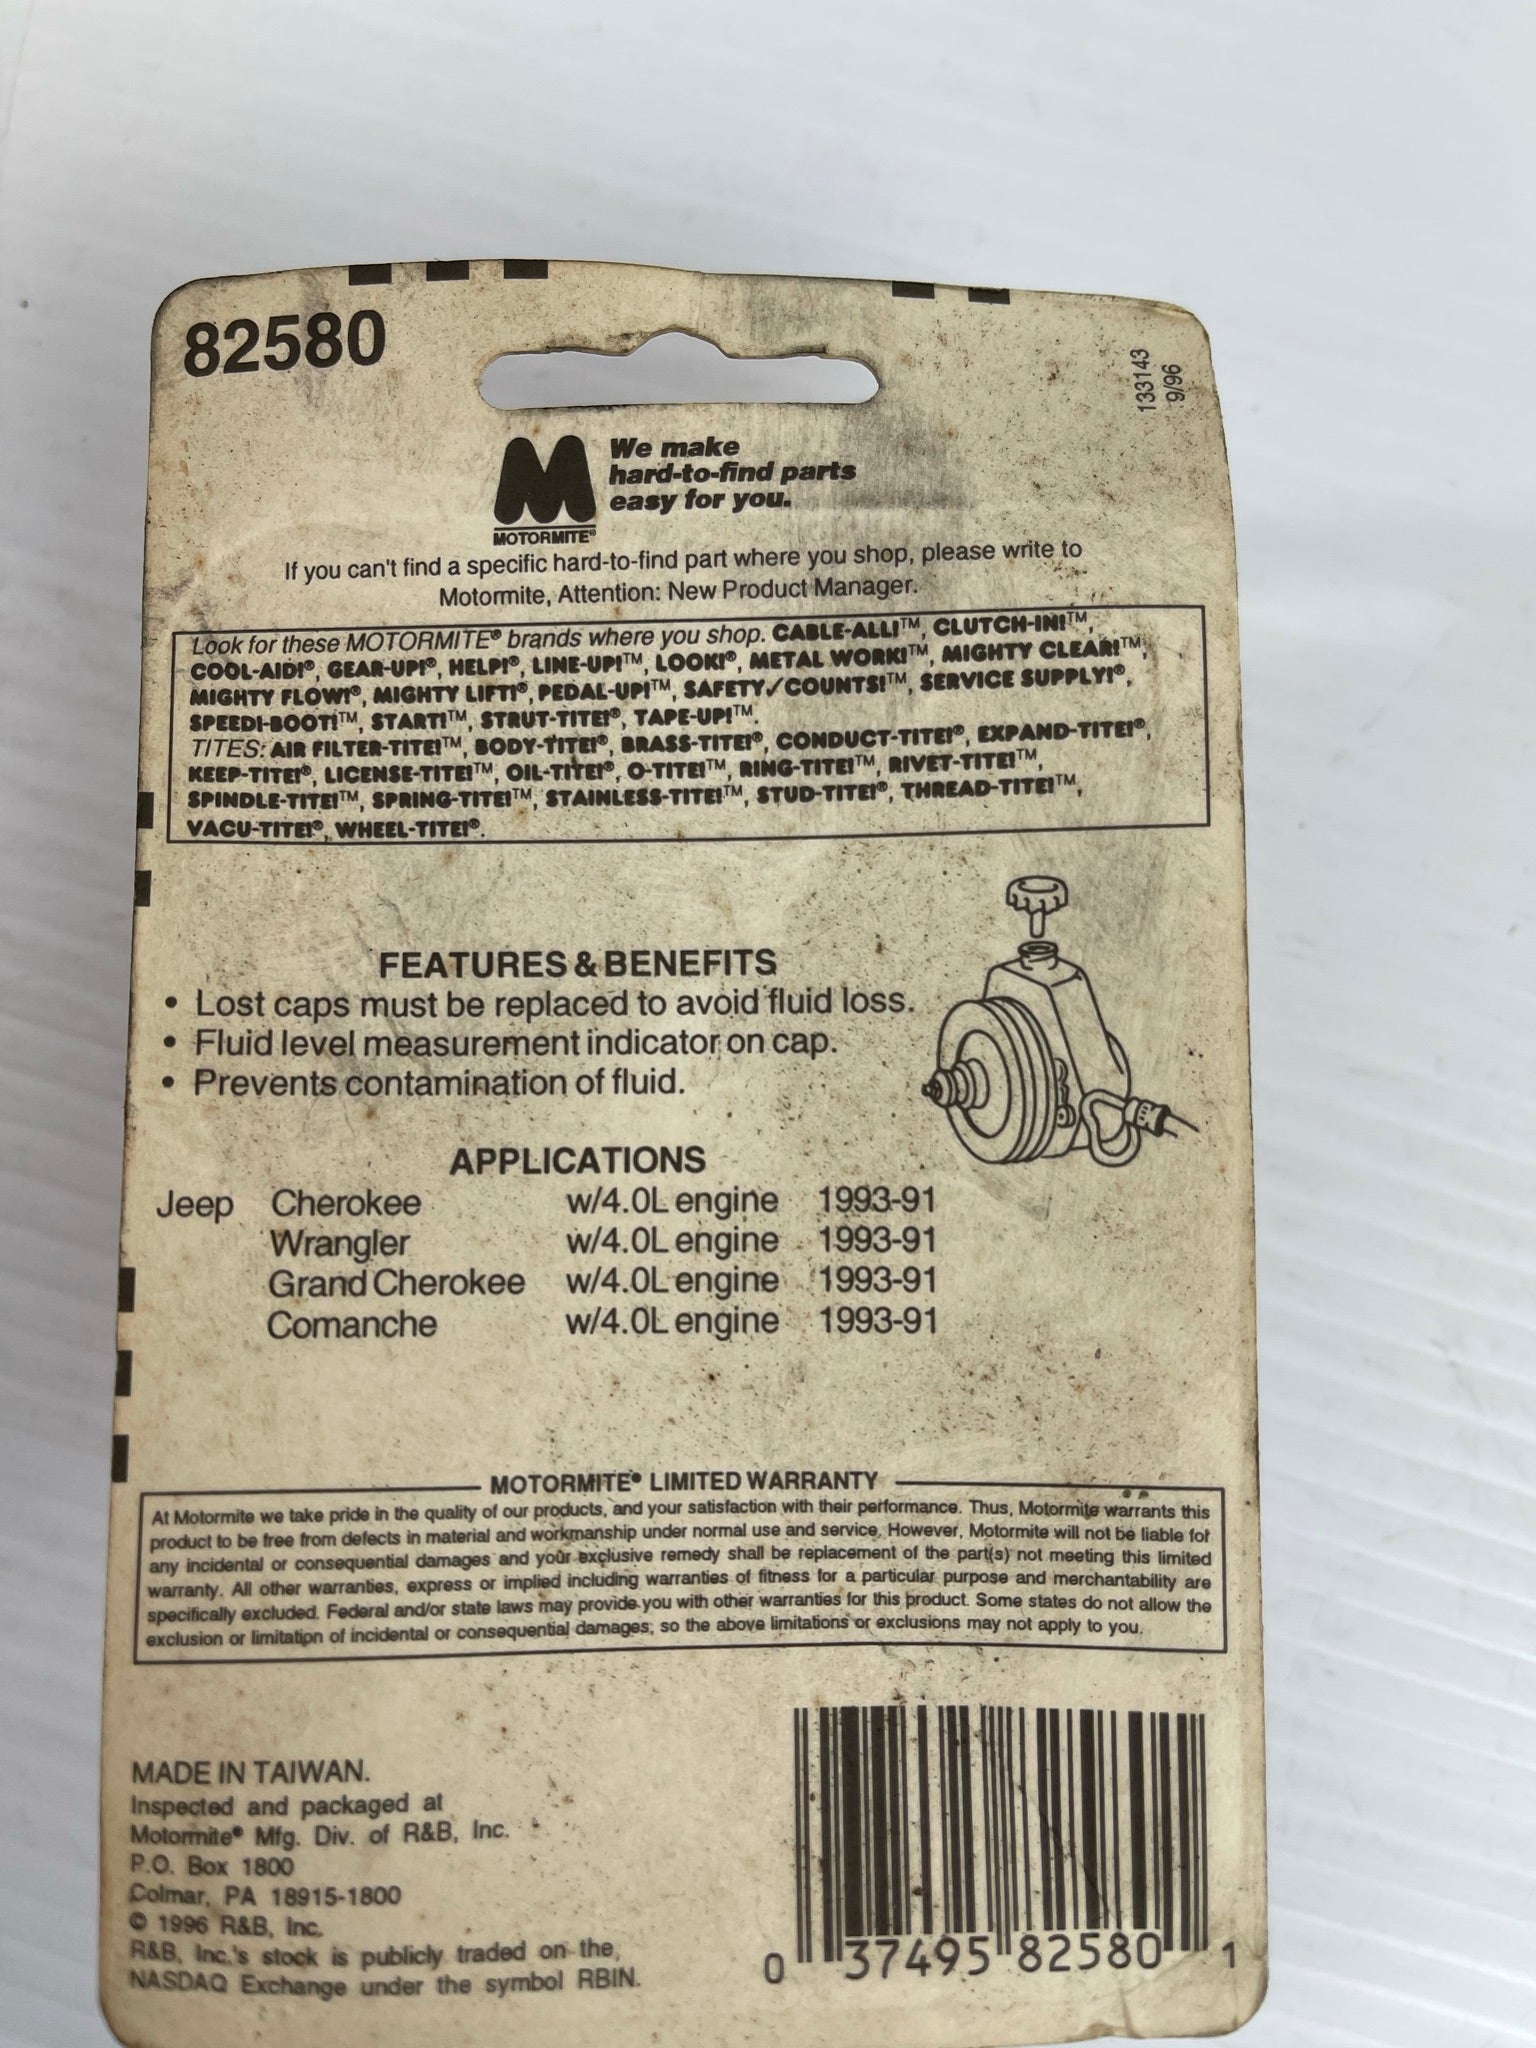 82580
133143
9/96
We make
hard-to-find parts
easy for you.
MOTORMITE®
If you can't find a specific hard-to-find part where you shop, please write to
Motormite, Attention: New Product Manager.
Look for these MOTORMITE® brands where you shop. CABLE-ALL!™, CLUTCH-IN!™,
COOL-AID!®, GEAR-UP!®, HELP!®, LINE-UP!™, LOOK!®, METAL WORK!™, MIGHTY CLEAR!™,
MIGHTY FLOW!®, MIGHTY LIFT!®, PEDAL-UP!™, SAFETY✓COUNTS!™, SERVICE SUPPLY!®,
SPEEDI-BOOT!™, START!™, STRUT-TITE!®, TAPE-UP!™.
TITES: AIR FILTER-TITE!™, BODY-TITE!®, BRASS-TITE!®, CONDUCT-TITE!®, EXPAND-TITE!®,
KEEP-TITE!®, LICENSE-TITE!™, OIL-TITE!®, O-TITE!™, RING-TITE!™, RIVET-TITE!™,
SPINDLE-TITE!™, SPRING-TITE!™, STAINLESS-TITE!™, STUD-TITE!®, THREAD-TITE!™,
VACU-TITE!®, WHEEL-TITE!®.
FEATURES & BENEFITS
• Lost caps must be replaced to avoid fluid loss.
• Fluid level measurement indicator on cap.
• Prevents contamination of fluid.
APPLICATIONS
Jeep Cherokee w/4.0L engine 1993-91
Wrangler w/4.0L engine 1993-91
Grand Cherokee w/4.0L engine 1993-91
Comanche w/4.0L engine 1993-91
MOTORMITE® LIMITED WARRANTY
At Motormite we take pride in the quality of our products, and your satisfaction with their performance. Thus, Motormite warrants this
product to be free from defects in material and workmanship under normal use and service. However, Motormite will not be liable for
any incidental or consequential damages and your exclusive remedy shall be replacement of the part(s) not meeting this limited
warranty. All other warranties, express or implied including warranties of fitness for a particular purpose and merchantability are
specifically excluded. Federal and/or state laws may provide you with other warranties for this product. Some states do not allow the
exclusion or limitation of incidental or consequential damages, so the above limitations or exclusions may not apply to you.
MADE IN TAIWAN.
Inspected and packaged at
Motormite® Mfg. Div. of R&B, Inc.
P.O. Box 1800
Colmar, PA 18915-1800
© 1996 R&B, Inc.
R&B, Inc.'s stock is publicly traded on the
NASDAQ Exchange under the symbol RBIN.
0 37495 82580 1